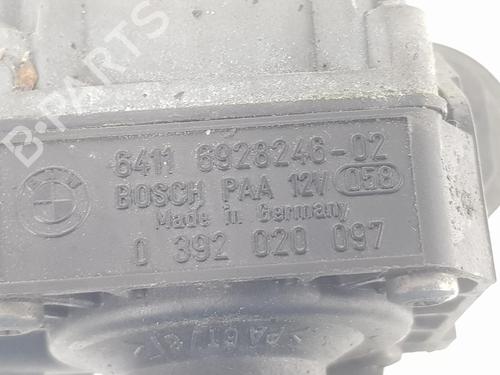 B-PARTS
6411 6928246-02
BOSCH PAA 12V 058
Made in Germany
0 392 020 097